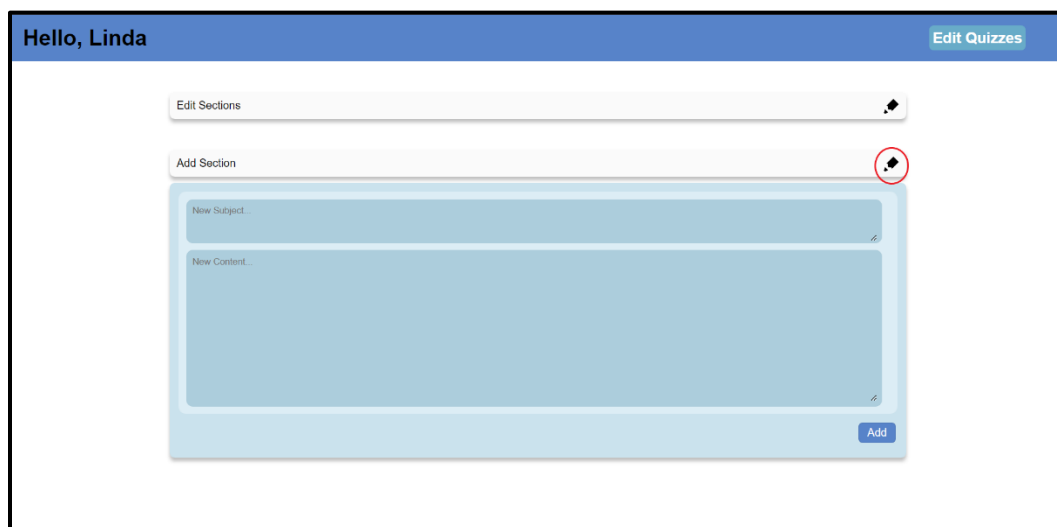 Hello, Linda
Edit Quizzes
Edit Sections
Add Section
New Subject...
New Content...
Add